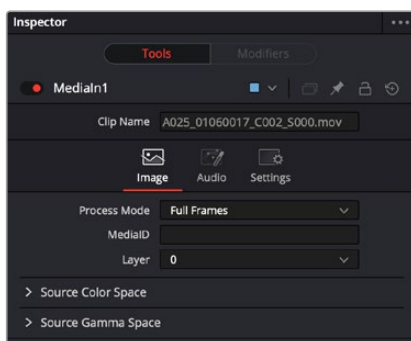 Inspector
Tools Modifiers
MediaIn1
Clip Name A025_01060017_C002_S000.mov
Image Audio Settings
Process Mode Full Frames
MediaID
Layer 0
Source Color Space
Source Gamma Space